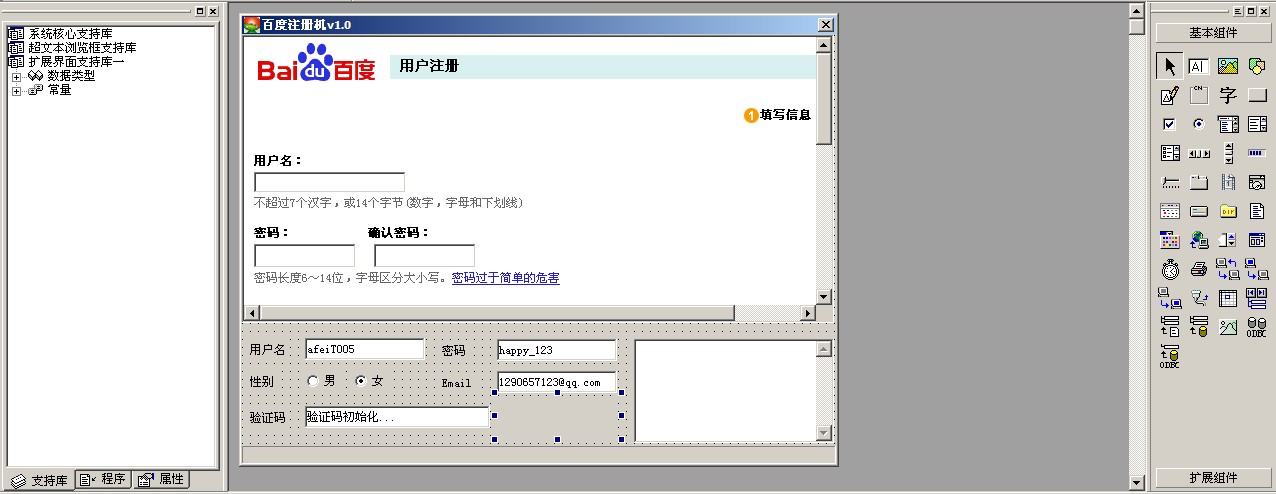 系统核心支持库
超文本浏览框支持库
扩展界面支持库一
数据类型
常量
支持库
程序
属性
百度注册机v1.0
Bai du 百度
用户注册
1 填写信息
用户名：
不超过7个汉字，或14个字节(数字，字母和下划线)
密码： 确认密码：
密码长度6～14位，字母区分大小写。密码过于简单的危害
用户名 afeiT005 密码 happy_123
性别 男 女 Email 1290657123@qq.com
验证码 验证码初始化...
基本组件
A
CN
字
DIR
ODBC
ODBC
扩展组件